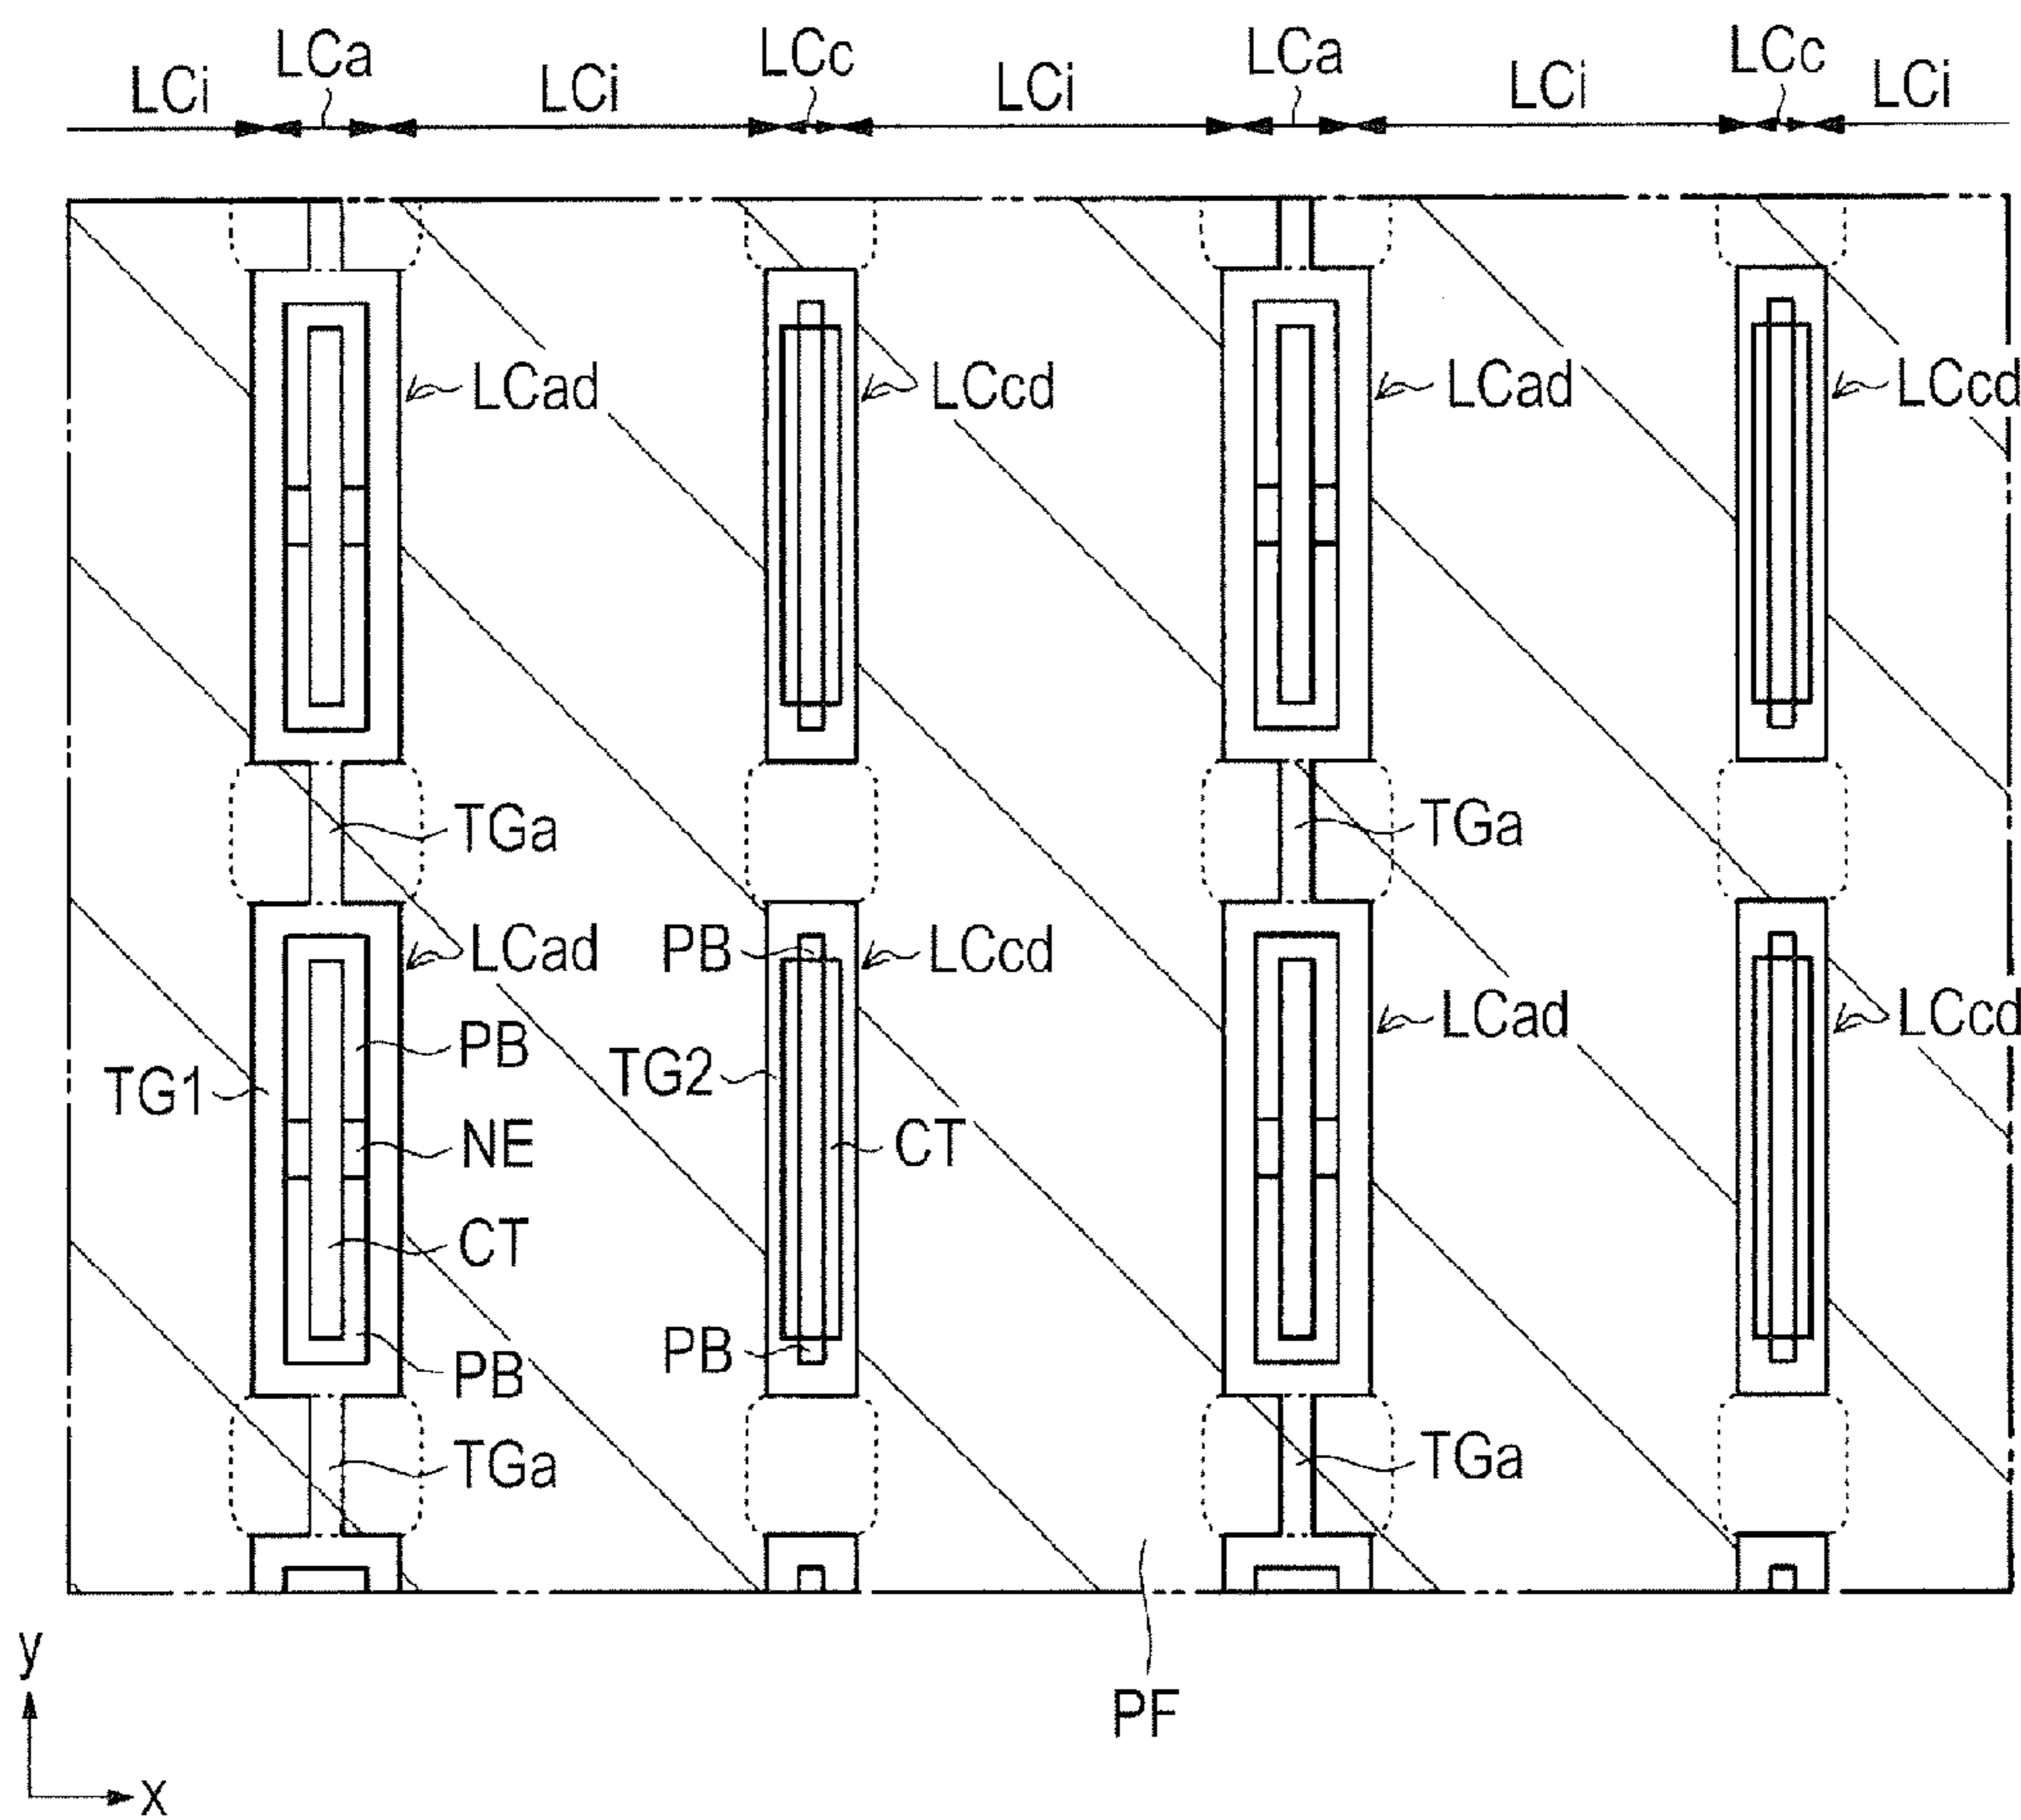 LCi LCa LCi LCc LCi LCa LCi LCc LCi
LCad LCcd LCad LCcd
TGa TGa
LCad PB LCcd LCad LCcd
PB
TG1 TG2
NE CT
CT
PB PB
TGa TGa
PF
y
x